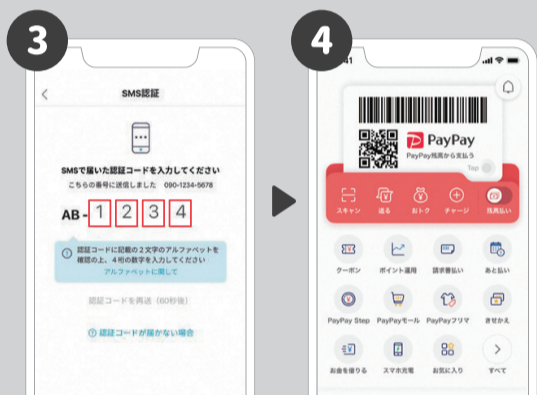 3
SMS認証
SMSで届いた認証コードを入力してください
こちらの番号に送信しました 090-1234-5678
AB - 1 2 3 4
認証コードに記載の2文字のアルファベットを
確認の上、4桁の数字を入力してください
アルファベットに関して
認証コードを再送(60秒後)
認証コードが届かない場合
4
41
PayPay
PayPay残高から支払う
Tap
スキャン 送る おトク チャージ 残高払い
クーポン ポイント運用 請求書払い あと払い
PayPay Step PayPayモール PayPayフリマ きせかえ
お金を借りる スマホ充電 お気に入り すべて